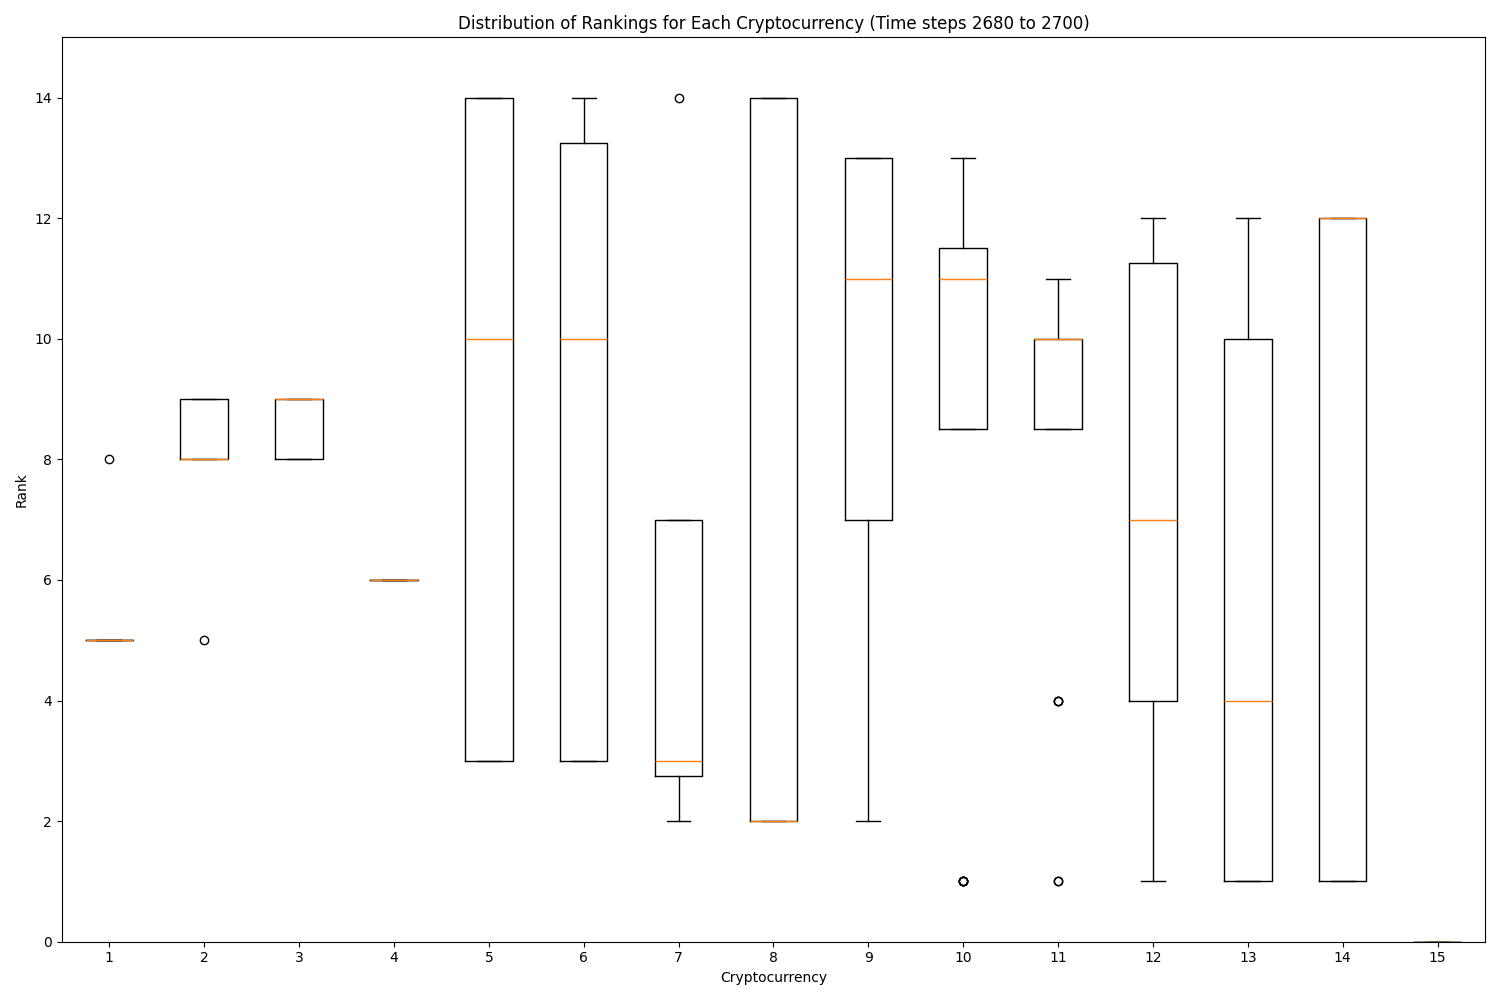 Distribution of Rankings for Each Cryptocurrency (Time steps 2680 to 2700)
14
12
10
8
6
4
2
0
Rank
1 2 3 4 5 6 7 8 9 10 11 12 13 14 15
Cryptocurrency